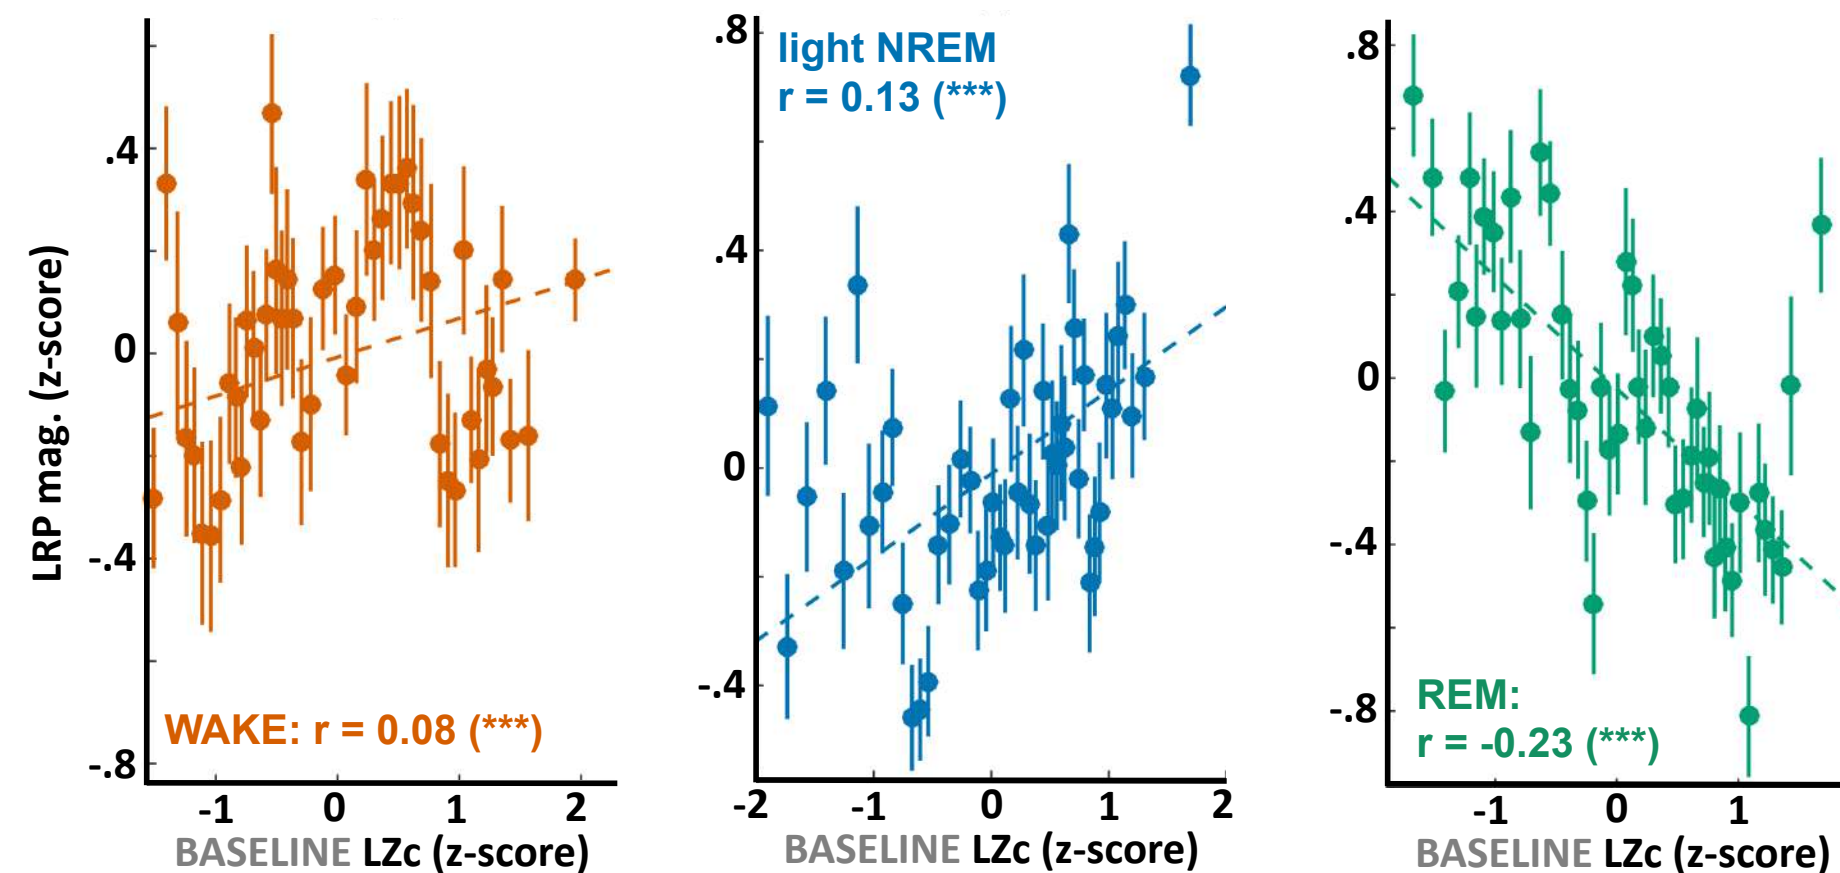 LRP mag. (z-score)
.4
0
-.4
-.8
WAKE: r = 0.08 (***)
-1
0
1
2
BASELINE LZc (z-score)
.8
.4
0
-.4
light NREM
r = 0.13 (***)
-2
-1
0
1
2
BASELINE LZc (z-score)
.8
.4
0
-.4
-.8
REM:
r = -0.23 (***)
-1
0
1
BASELINE LZc (z-score)